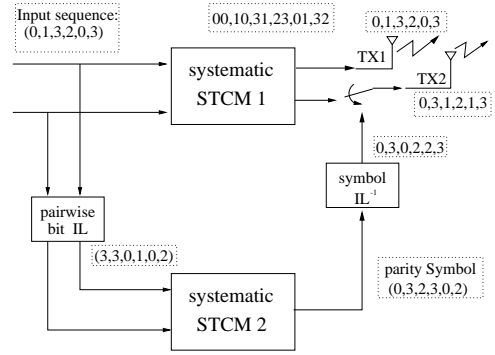 Input sequence:
(0,1,3,2,0,3)
00,10,31,23,01,32
0,1,3,2,0,3
TX1
TX2
systematic
STCM 1
0,3,1,2,1,3
0,3,0,2,2,3
symbol
IL-1
pairwise
bit IL
(3,3,0,1,0,2)
systematic
STCM 2
parity Symbol
(0,3,2,3,0,2)